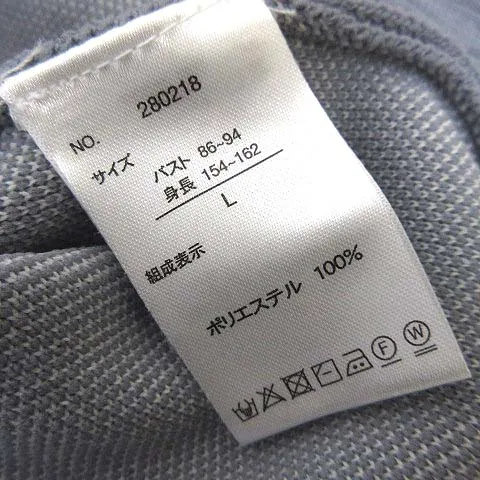 NO. 280218
サイズ バスト 86~94
身長 154~162
L
組成表示
ポリエステル 100%
F W